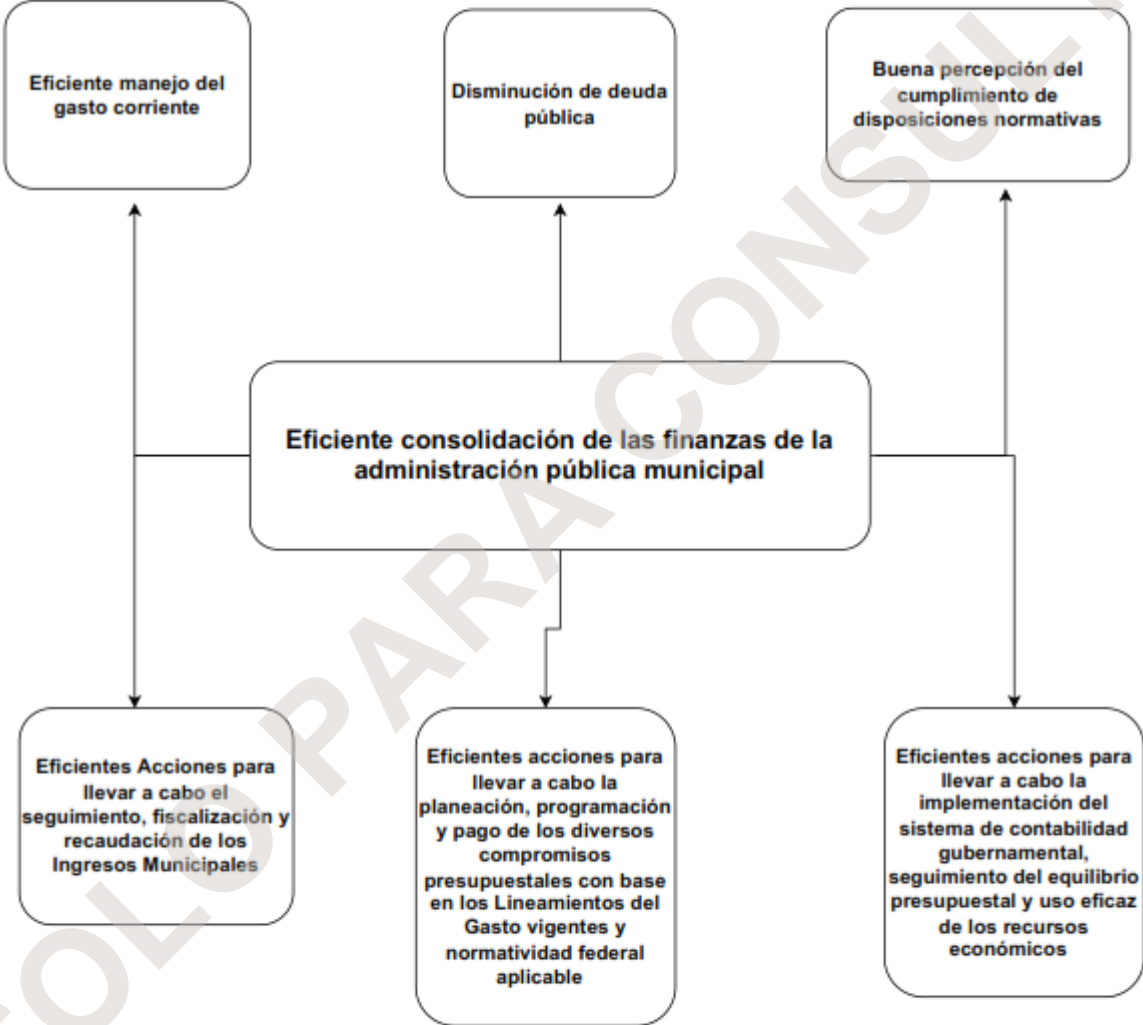 Eficiente manejo del
gasto corriente
Disminución de deuda
pública
Buena percepción del
cumplimiento de
disposiciones normativas
Eficiente consolidación de las finanzas de la
administración pública municipal
Eficientes Acciones para
llevar a cabo el
seguimiento, fiscalización y
recaudación de los
Ingresos Municipales
Eficientes acciones para
llevar a cabo la
planeación, programación
y pago de los diversos
compromisos
presupuestales con base
en los Lineamientos del
Gasto vigentes y
normatividad federal
aplicable
Eficientes acciones para
llevar a cabo la
implementación del
sistema de contabilidad
gubernamental,
seguimiento del equilibrio
presupuestal y uso eficaz
de los recursos
económicos
TOLO PARA CONSUL